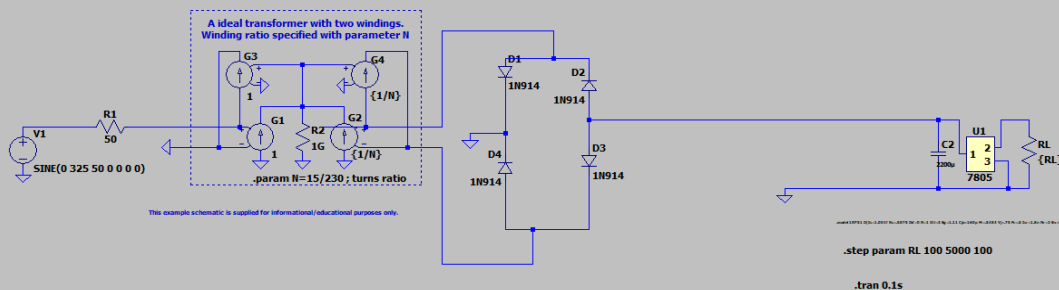 A ideal transformer with two windings.
Winding ratio specified with parameter N
G3
G4
1
{1/N}
R1
50
V1
SINE(0 325 50 0 0 0 0)
G1
1
R2
1G
G2
{1/N}
.param N=15/230 ; turns ratio
This example schematic is supplied for informational/educational purposes only.
D1
1N914
D2
1N914
D4
1N914
D3
1N914
C2
2200µ
U1
1
2
3
7805
RL
{RL}
.step param RL 100 5000 100
.tran 0.1s